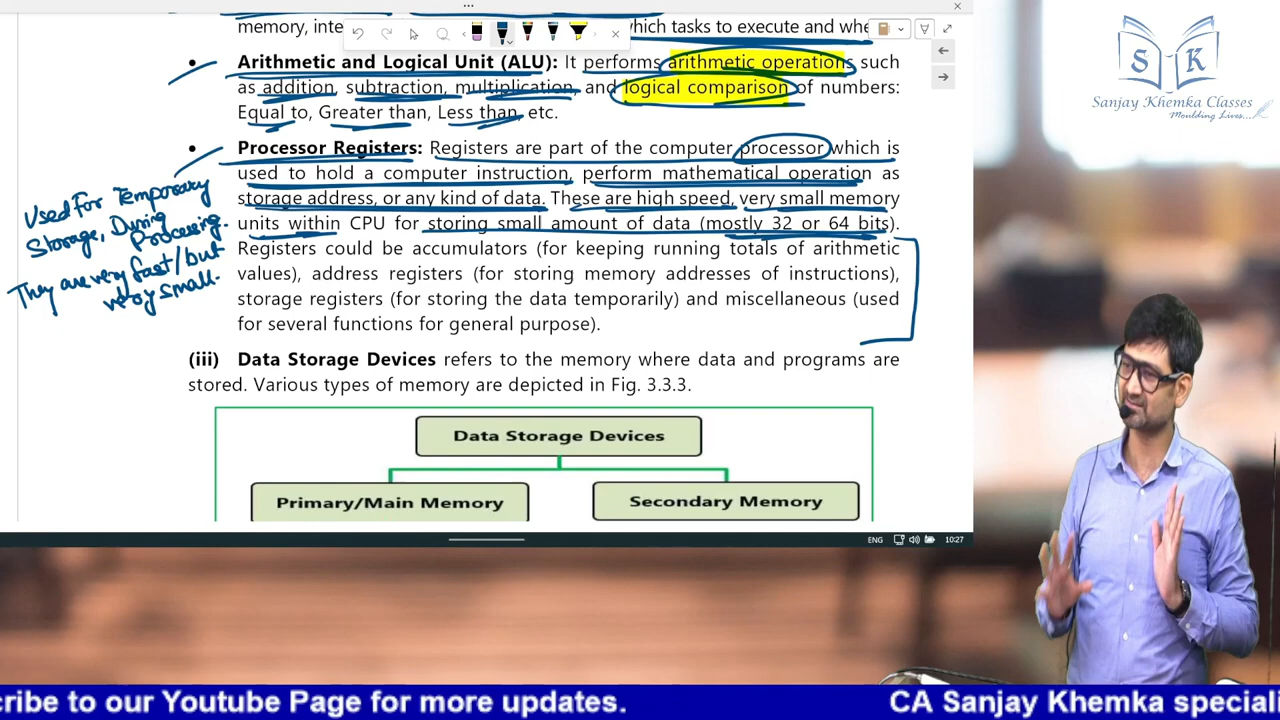 memory, inte
which tasks to execute and whe
• Arithmetic and Logical Unit (ALU): It performs arithmetic operations such
as addition, subtraction, multiplication, and logical comparison of numbers:
Equal to, Greater than, Less than, etc.
• Processor Registers: Registers are part of the computer processor which is
used to hold a computer instruction, perform mathematical operation as
storage address, or any kind of data. These are high speed, very small memory
units within CPU for storing small amount of data (mostly 32 or 64 bits).
Registers could be accumulators (for keeping running totals of arithmetic
values), address registers (for storing memory addresses of instructions),
storage registers (for storing the data temporarily) and miscellaneous (used
for several functions for general purpose).
Used for Temporary
Storage, During
Processing.
They are very fast/but
very small.
(iii) Data Storage Devices refers to the memory where data and programs are
stored. Various types of memory are depicted in Fig. 3.3.3.
Data Storage Devices
Primary/Main Memory
Secondary Memory
ENG
10:27
S K
Sanjay Khemka Classes
Moulding Lives...
cribe to our Youtube Page for more updates.
CA Sanjay Khemka speciali